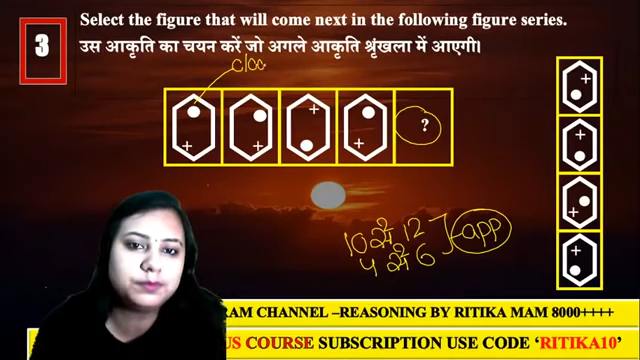 3
Select the figure that will come next in the following figure series.
उस आकृति का चयन करें जो अगले आकृति श्रृंखला में आएगी।
cloc
?
10 से 12
4 से 6
app
RAM CHANNEL –REASONING BY RITIKA MAM 8000++++
US COURSE SUBSCRIPTION USE CODE ‘RITIKA10’